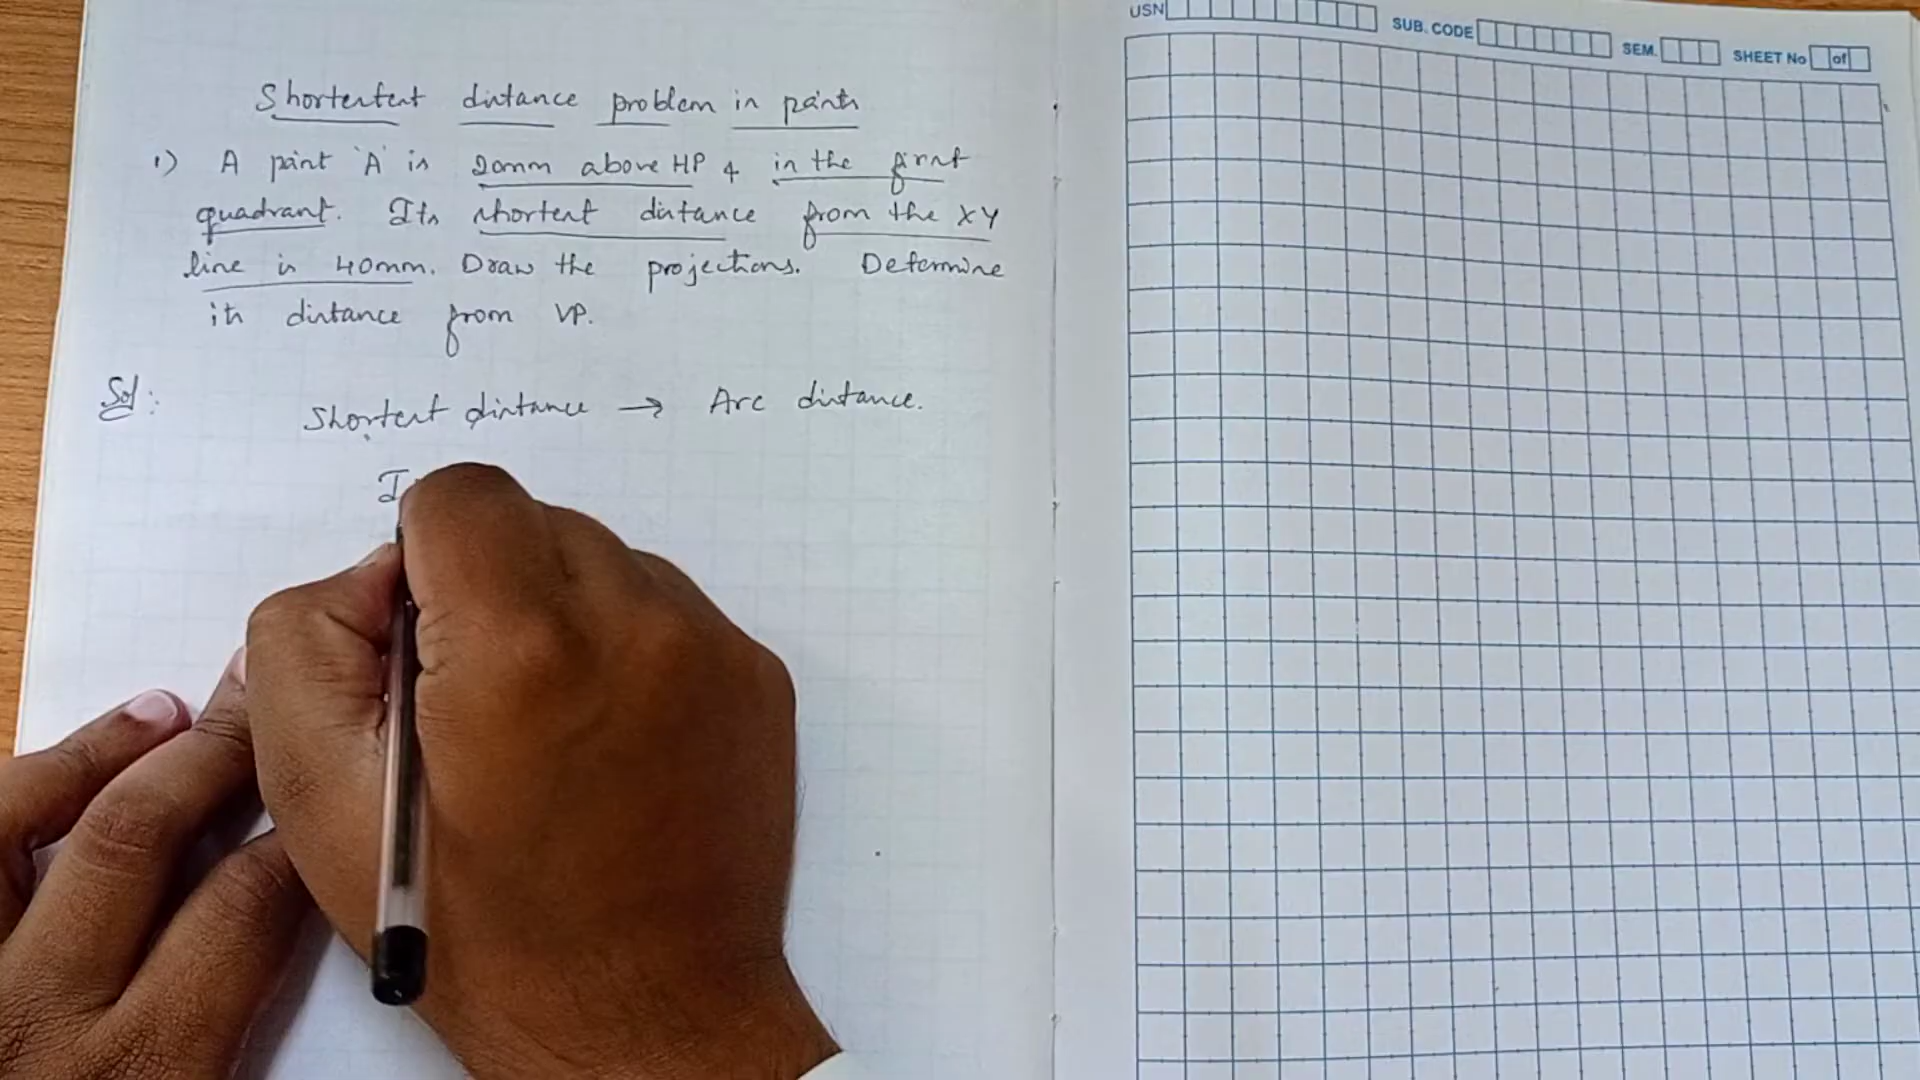 USN SUB. CODE SEM. SHEET No of
Shortestest distance problem in points
1) A point 'A' is 20mm above HP & in the first
quadrant. Its shortest distance from the XY
line is 40mm. Draw the projections. Determine
its distance from VP.
Sol:
Shortest distance → Arc distance.
I